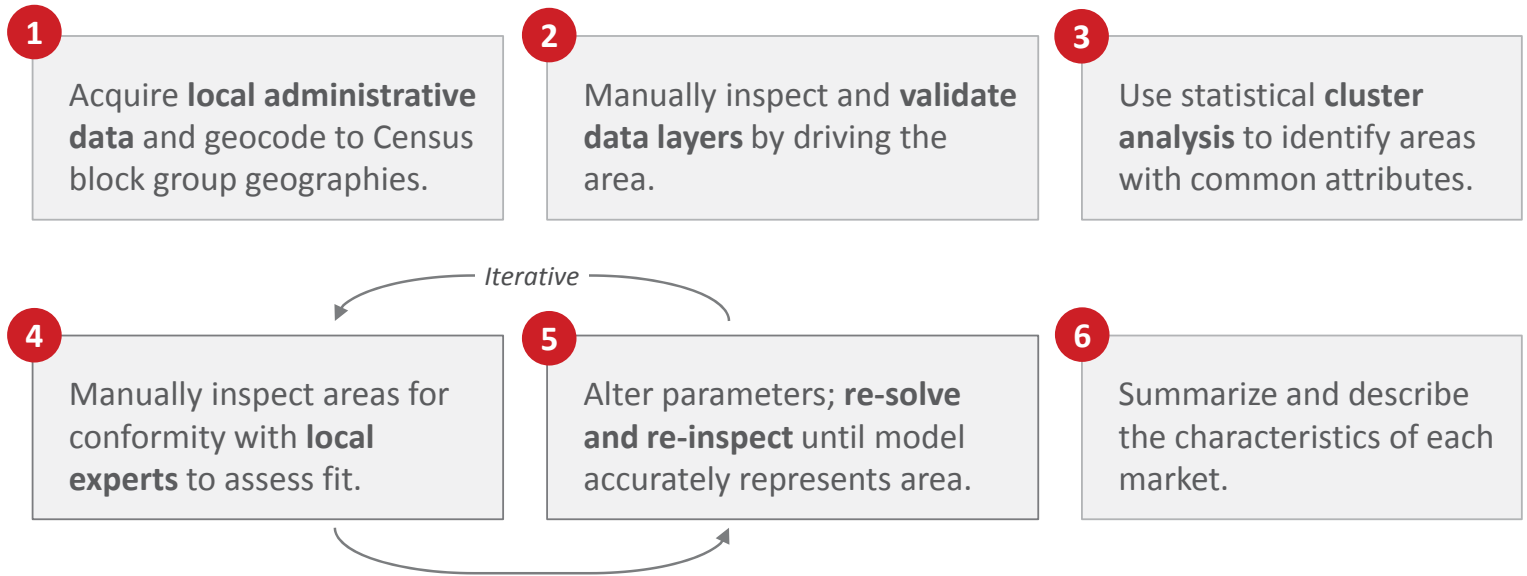 1
Acquire local administrative
data and geocode to Census
block group geographies.
2
Manually inspect and validate
data layers by driving the
area.
3
Use statistical cluster
analysis to identify areas
with common attributes.
Iterative
4
Manually inspect areas for
conformity with local
experts to assess fit.
5
Alter parameters; re-solve
and re-inspect until model
accurately represents area.
6
Summarize and describe
the characteristics of each
market.